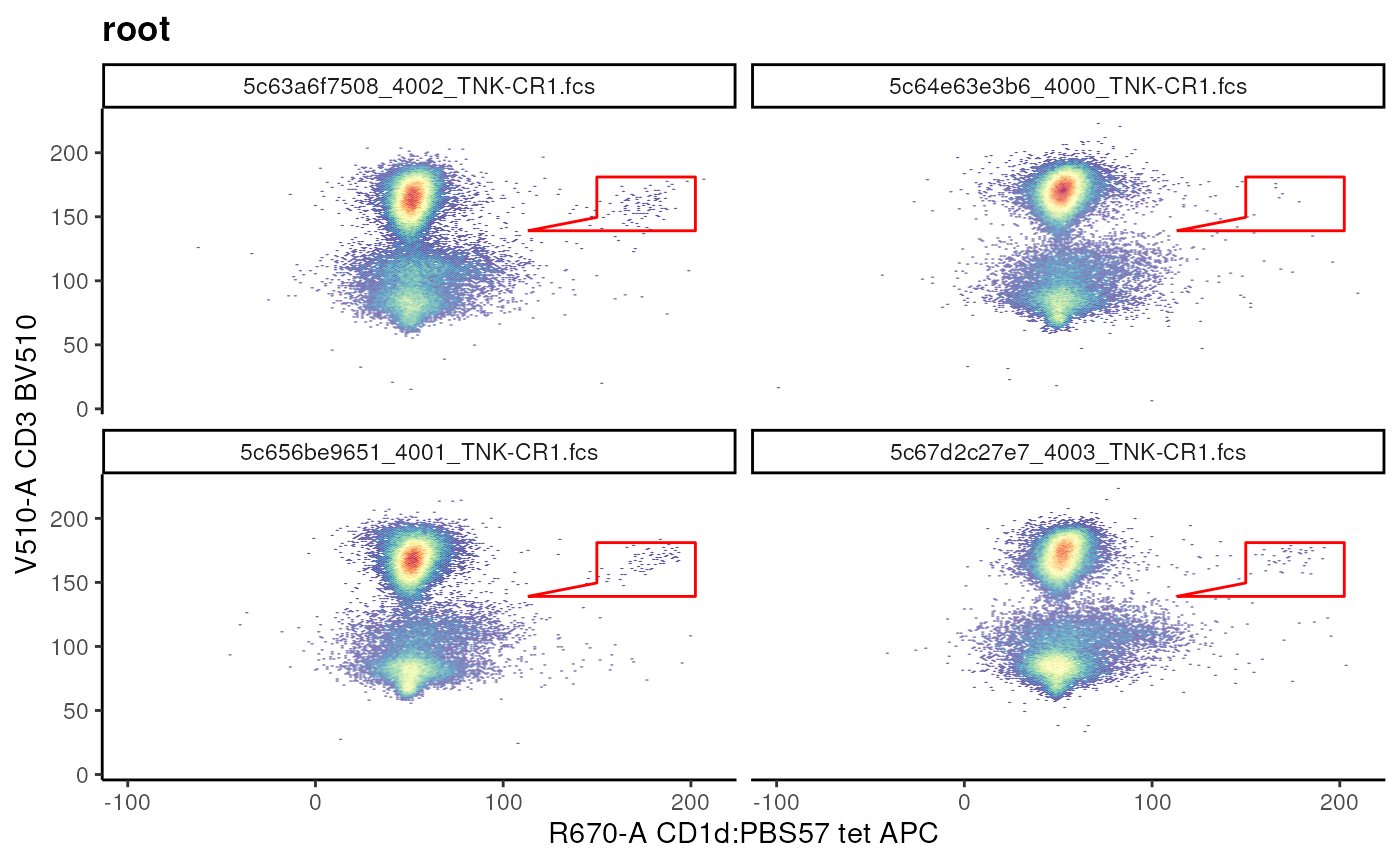 root
5c63a6f7508_4002_TNK-CR1.fcs
5c64e63e3b6_4000_TNK-CR1.fcs
200
150
100
50
0
5c656be9651_4001_TNK-CR1.fcs
5c67d2c27e7_4003_TNK-CR1.fcs
200
150
100
50
0
V510-A CD3 BV510
-100 0 100 200 -100 0 100 200
R670-A CD1d:PBS57 tet APC